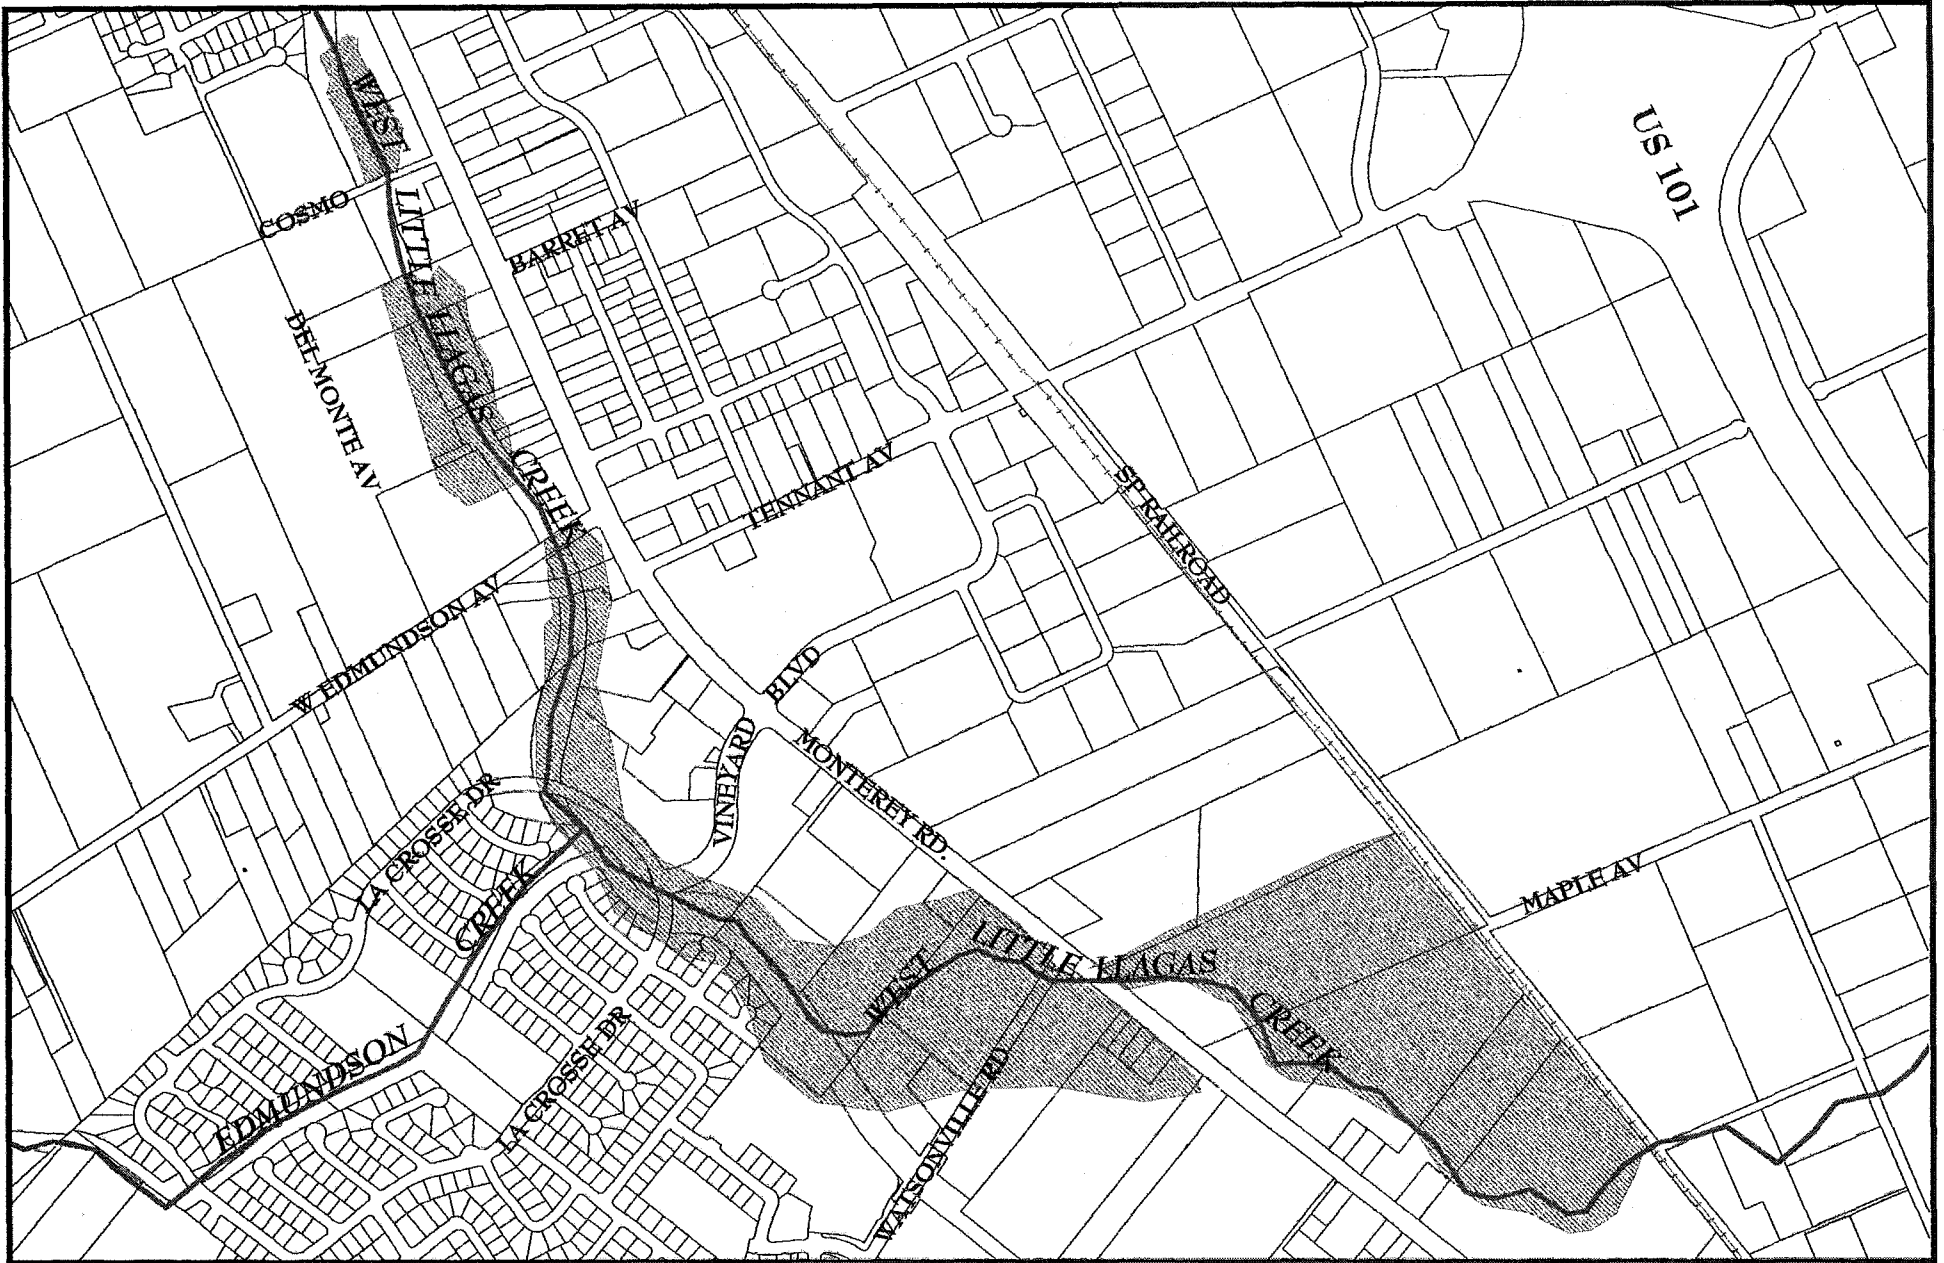 WEST
LITTLE LLAGAS CREEK
US 101
COSMO
BARRET AV
DEL MONTE AV
TENNANT AV
SP RAILROAD
W EDMUNDSON AV
VINEYARD BLVD
MONTEREY RD.
LA CROSSE DR
MAPLE AV
EDMUNDSON CREEK
WEST LITTLE LLAGAS CREEK
LA CROSSE DR
WATSONVILLE RD